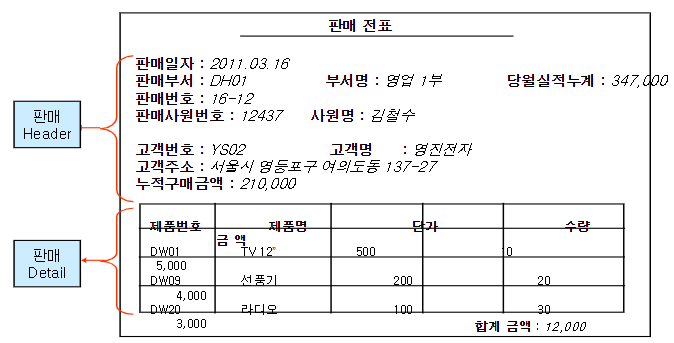 판매 전표
판매일자 : 2011.03.16
판매부서 : DH01 부서명 : 영업 1부 당월실적누계 : 347,000
판매번호 : 16-12
판매사원번호 : 12437 사원명 : 김철수
판매
Header
고객번호 : YS02 고객명 : 영진전자
고객주소 : 서울시 영등포구 여의도동 137-27
누적구매금액 : 210,000
제품번호 제품명 단가 수량
금 액
판매
Detail
DW01 TV 12" 500 10
5,000
DW09 선풍기 200 20
4,000
DW20 라디오 100 30
3,000
합계 금액 : 12,000